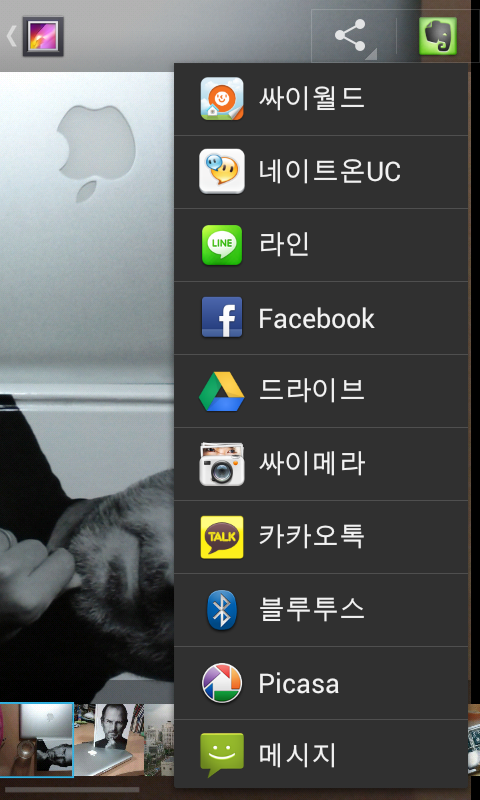 싸이월드
네이트온UC
LINE
라인
f
Facebook
드라이브
싸이메라
TALK
카카오톡
블루투스
Picasa
메시지